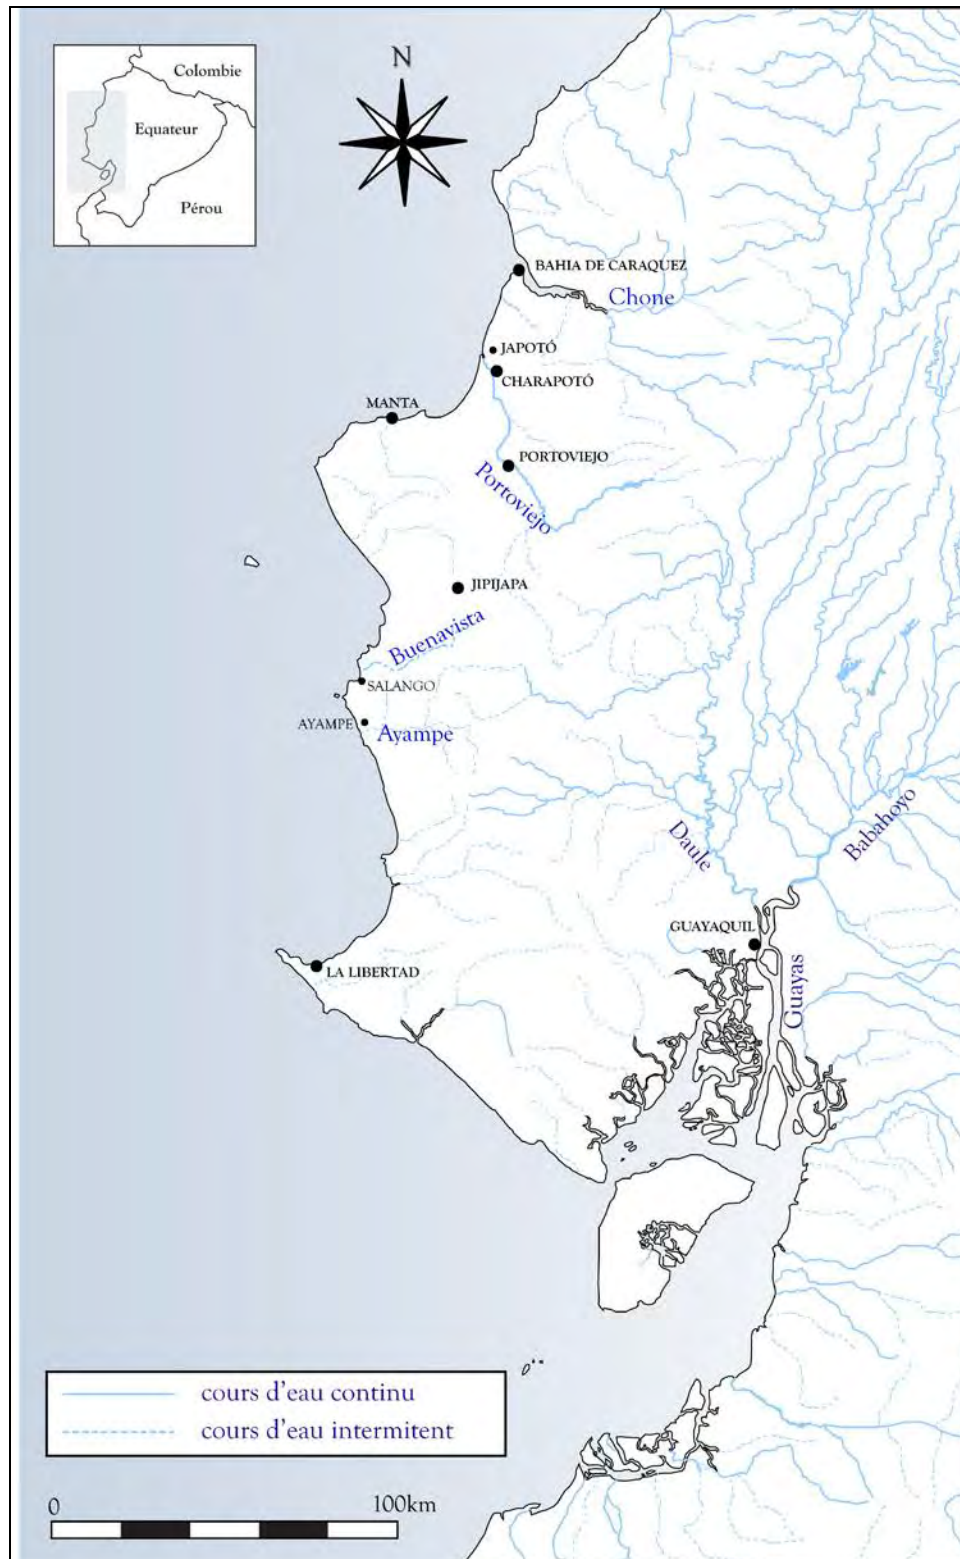 Colombie
Equateur
Pérou
N
BAHIA DE CARAQUEZ
Chone
JAPOTÓ
CHARAPOTÓ
MANTA
PORTOVIEJO
Portoviejo
JIPIJAPA
Buenavista
SALANGO
AYAMPE
Ayampe
Daule
Babahoyo
GUAYAQUIL
Guayas
LA LIBERTAD
cours d'eau continu
cours d'eau intermitent
0
100km